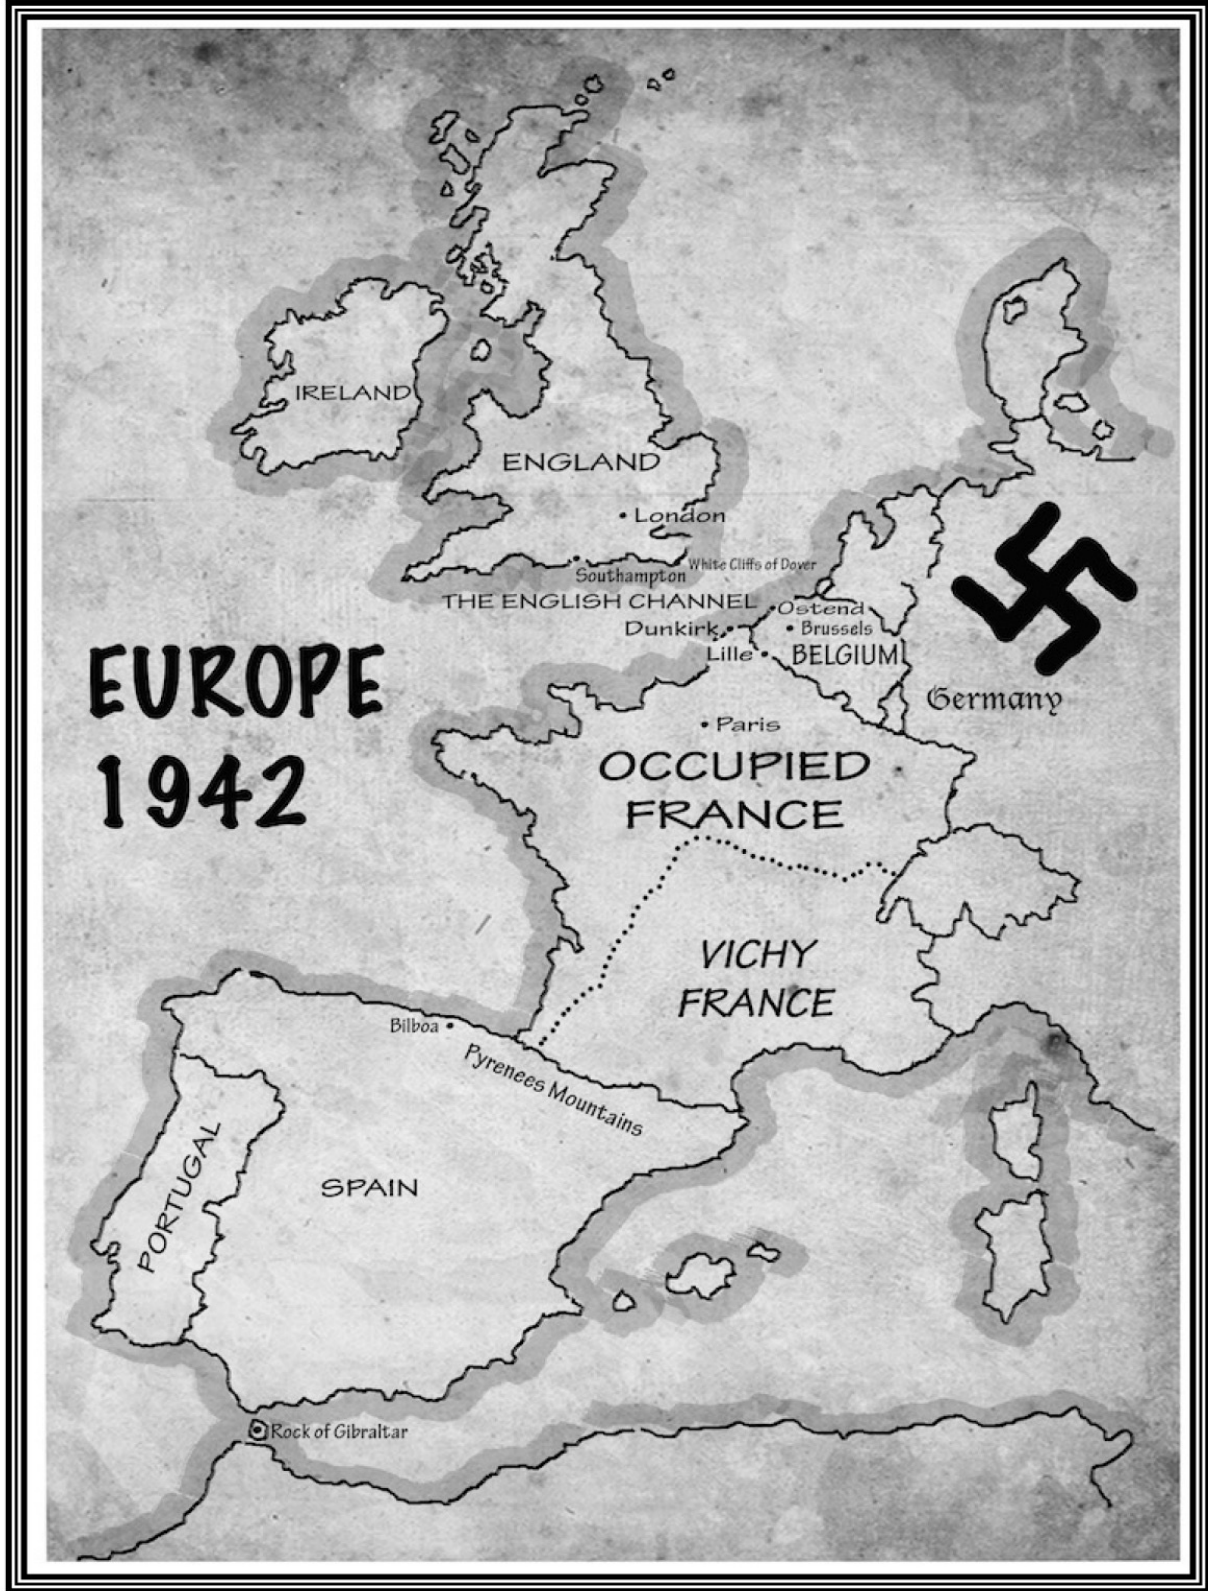 IRELAND
ENGLAND
London
White Cliffs of Dover
Southampton
THE ENGLISH CHANNEL
Ostend
Dunkirk
Brussels
Lille
BELGIUM
EUROPE
1942
Germany
Paris
OCCUPIED
FRANCE
VICHY
FRANCE
Bilboa
Pyrenees Mountains
PORTUGAL
SPAIN
Rock of Gibraltar